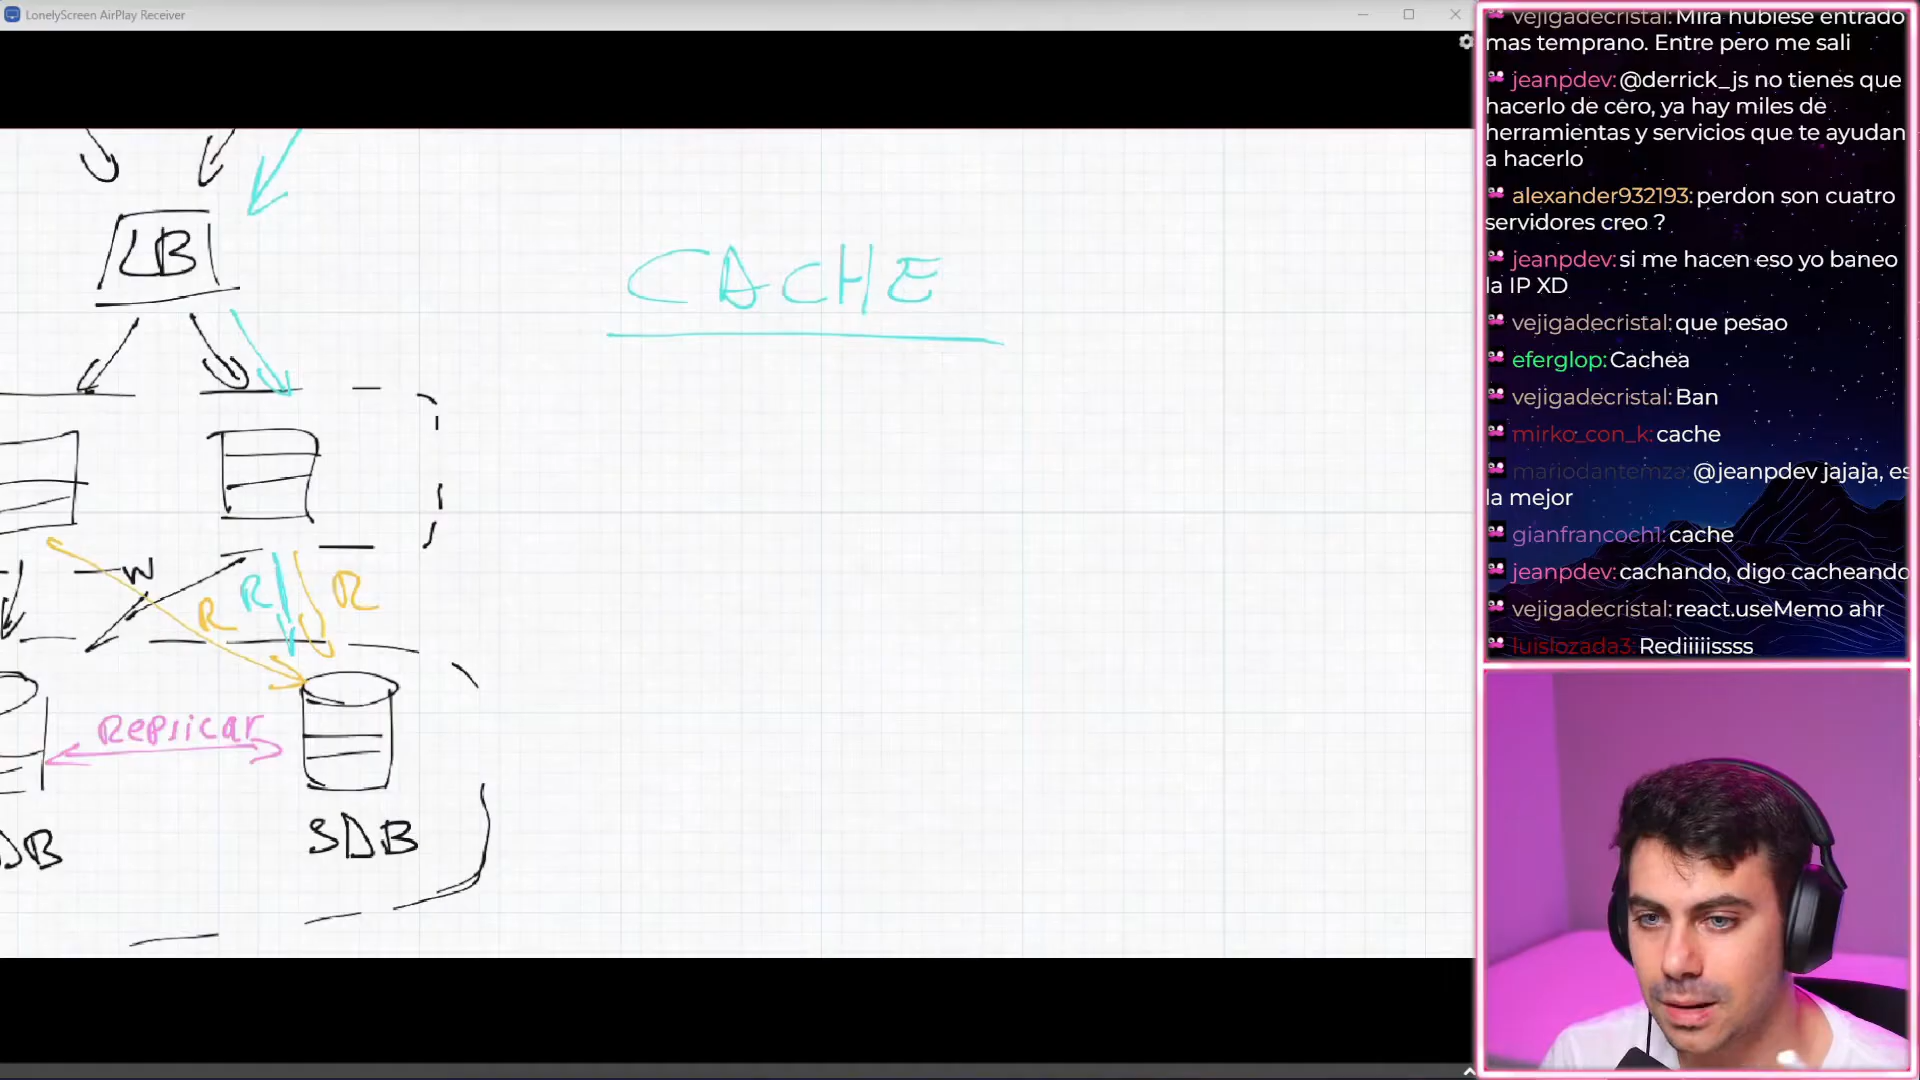 LonelyScreen AirPlay Receiver
LB
CACHE
W
R
R
R
Replicar
DB
SDB
vejigadecristal: Mira hubiese entrado
mas temprano. Entre pero me sali
jeanpdev: @derrick_js no tienes que
hacerlo de cero, ya hay miles de
herramientas y servicios que te ayudan
a hacerlo
alexander932193: perdon son cuatro
servidores creo ?
jeanpdev: si me hacen eso yo baneo
la IP XD
vejigadecristal: que pesao
eferglop: Cachea
vejigadecristal: Ban
mirko_con_k: cache
mariodantemza: @jeanpdev jajaja, es
la mejor
gianfrancoch1: cache
jeanpdev: cachando, digo cacheando
vejigadecristal: react.useMemo ahr
luislozada3: Rediiiiissss